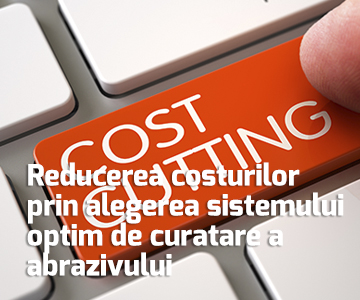 COST
CUTTING
Reducerea costurilor
prin alegerea sistemului
optim de curatare a
abrazivului